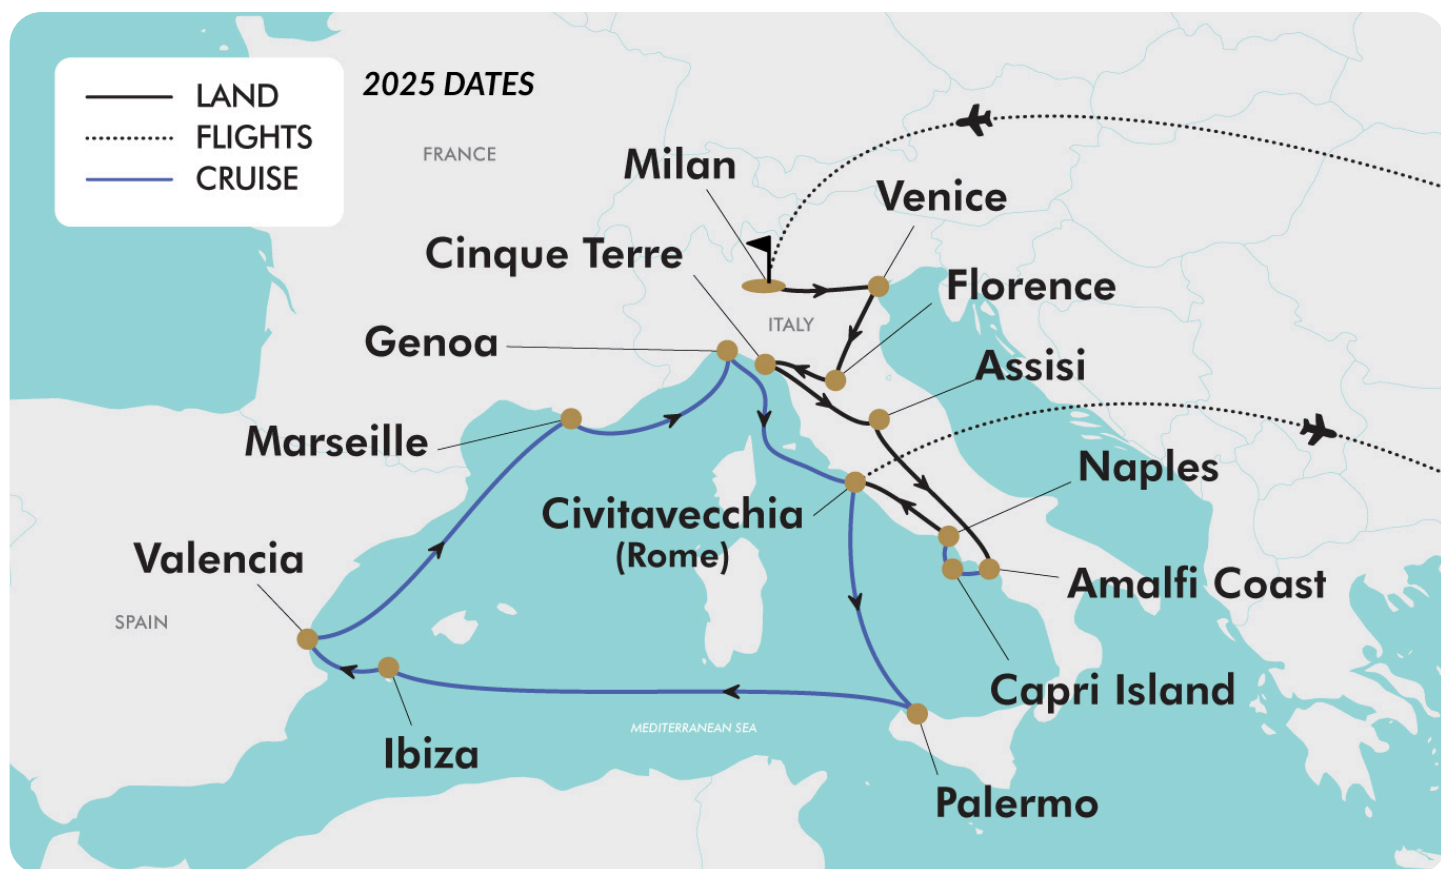 LAND
FLIGHTS
CRUISE
2025 DATES
FRANCE
Milan
Venice
Cinque Terre
Florence
ITALY
Genoa
Assisi
Marseille
Naples
Civitavecchia
(Rome)
Valencia
Amalfi Coast
SPAIN
Capri Island
MEDITERRANEAN SEA
Ibiza
Palermo